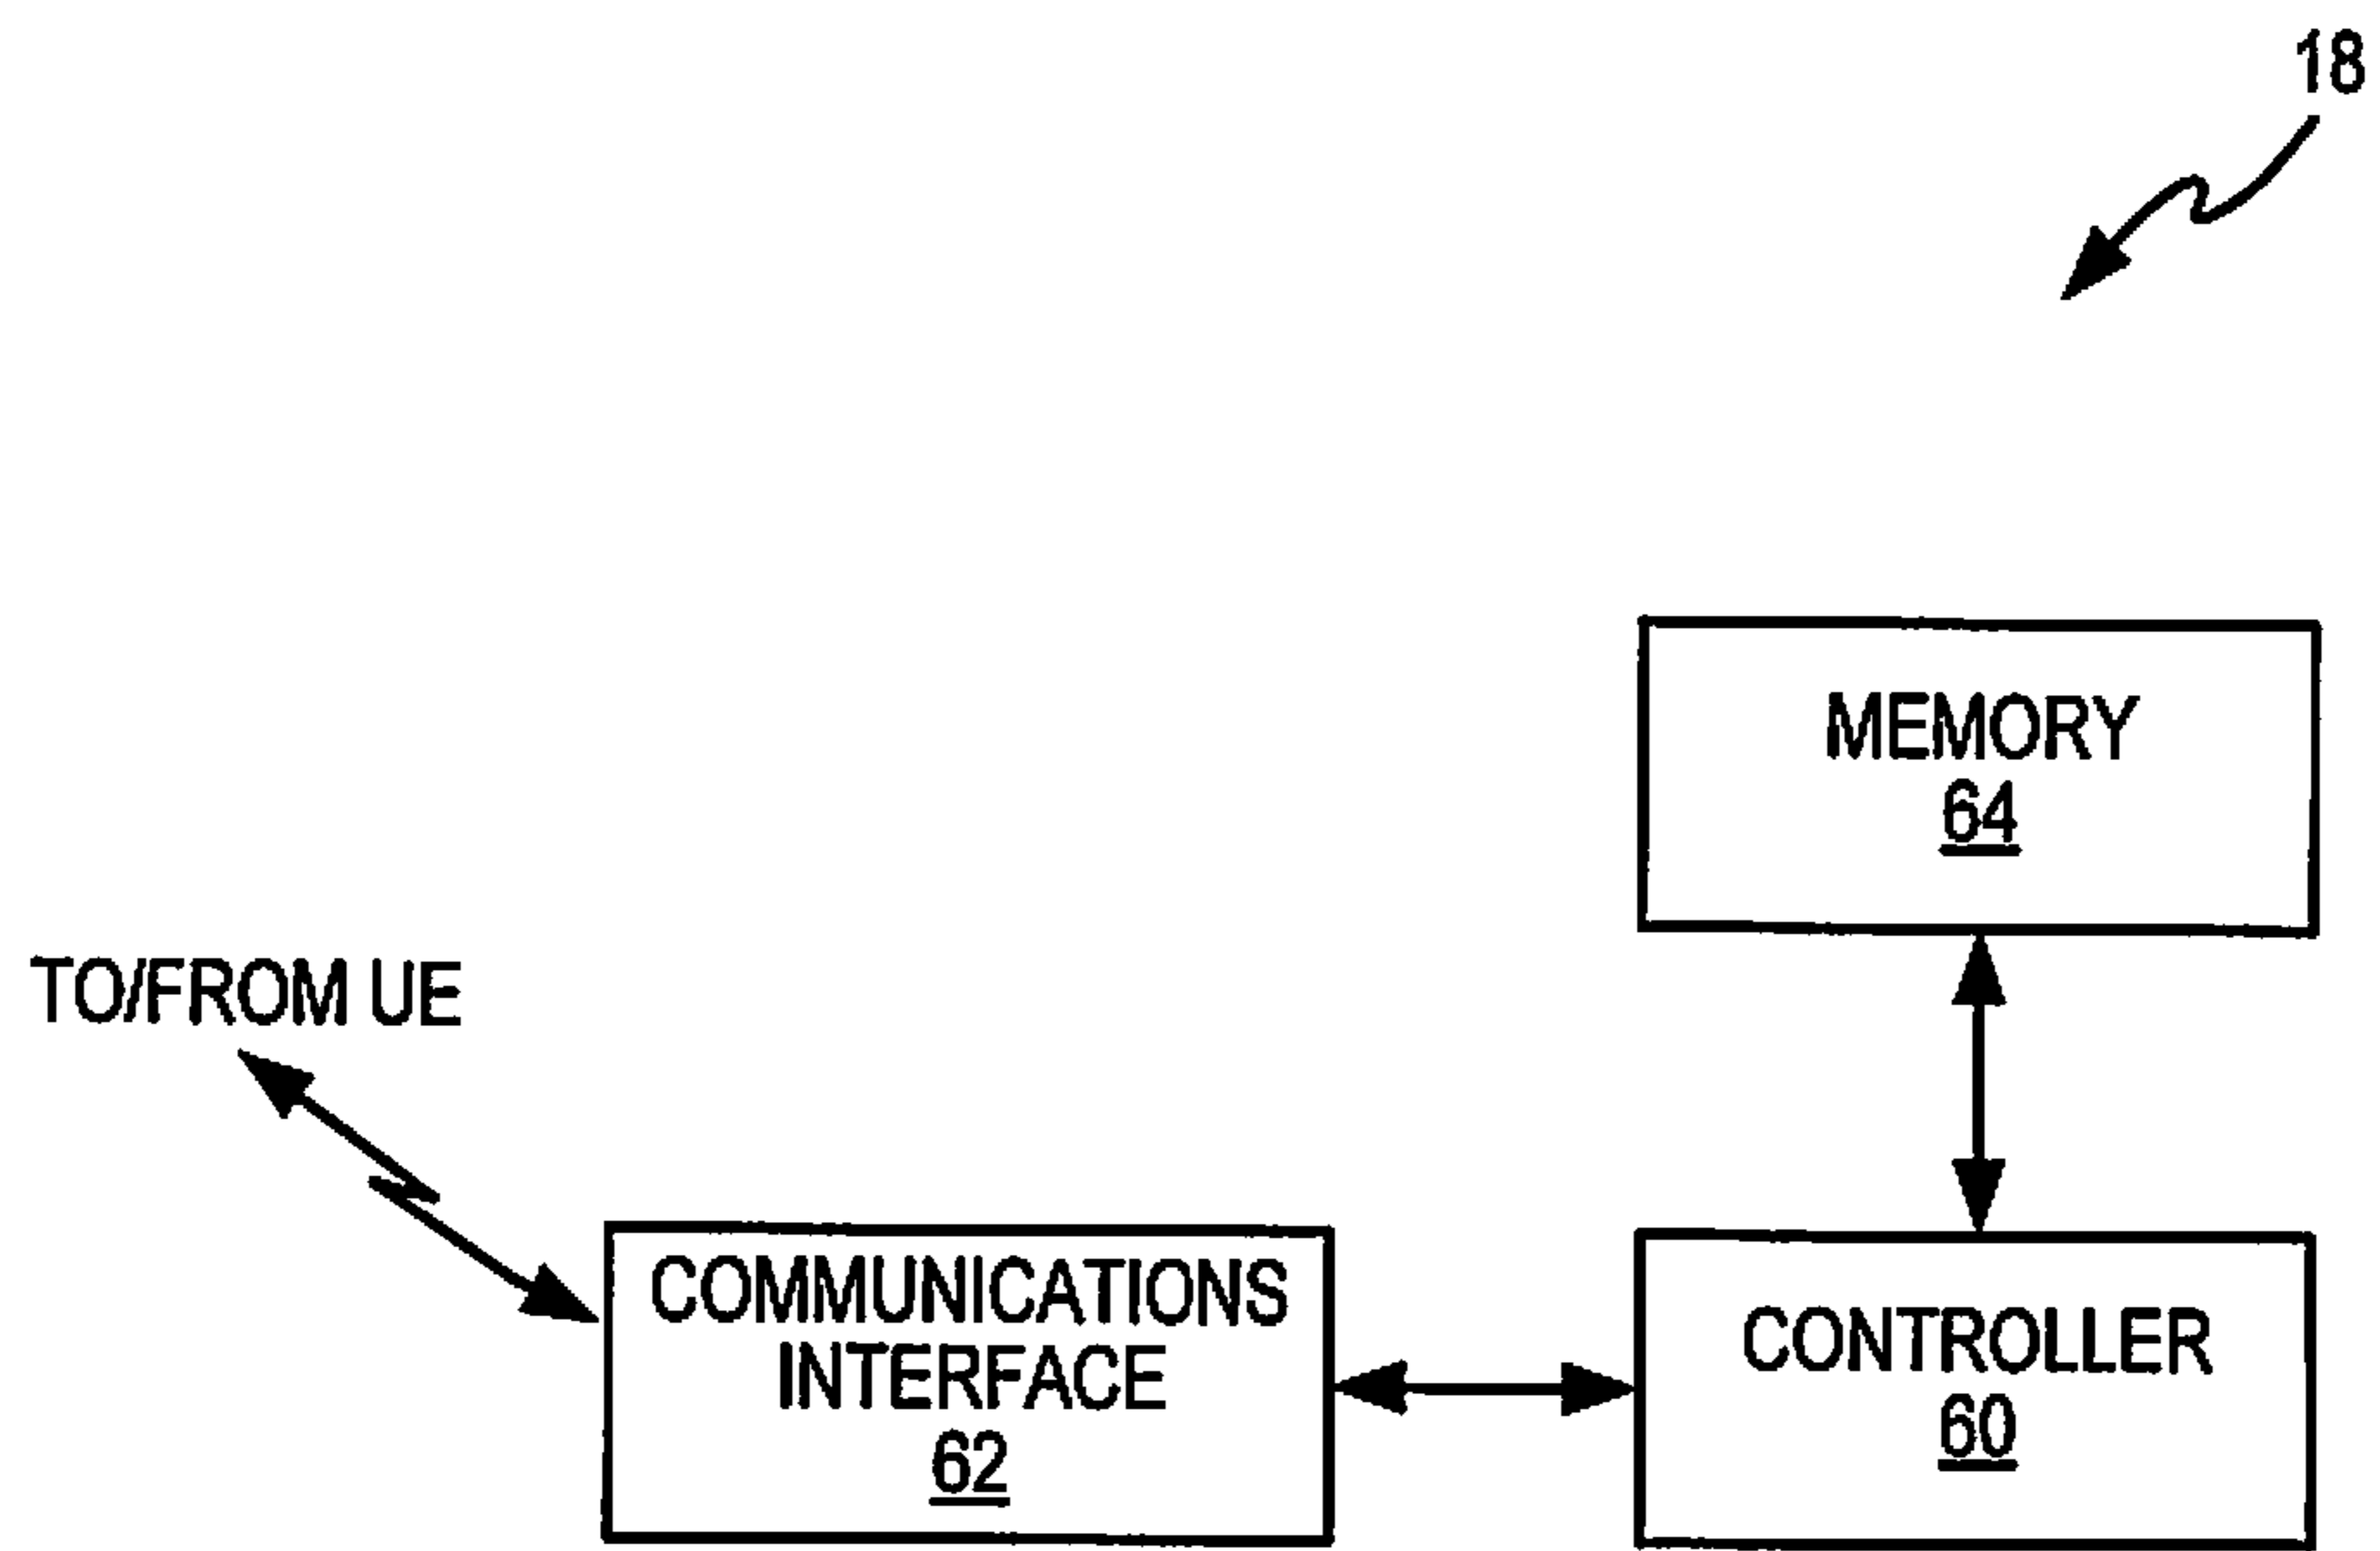 18
MEMORY
64
TO/FROM UE
COMMUNICATIONS
INTERFACE
62
CONTROLLER
60